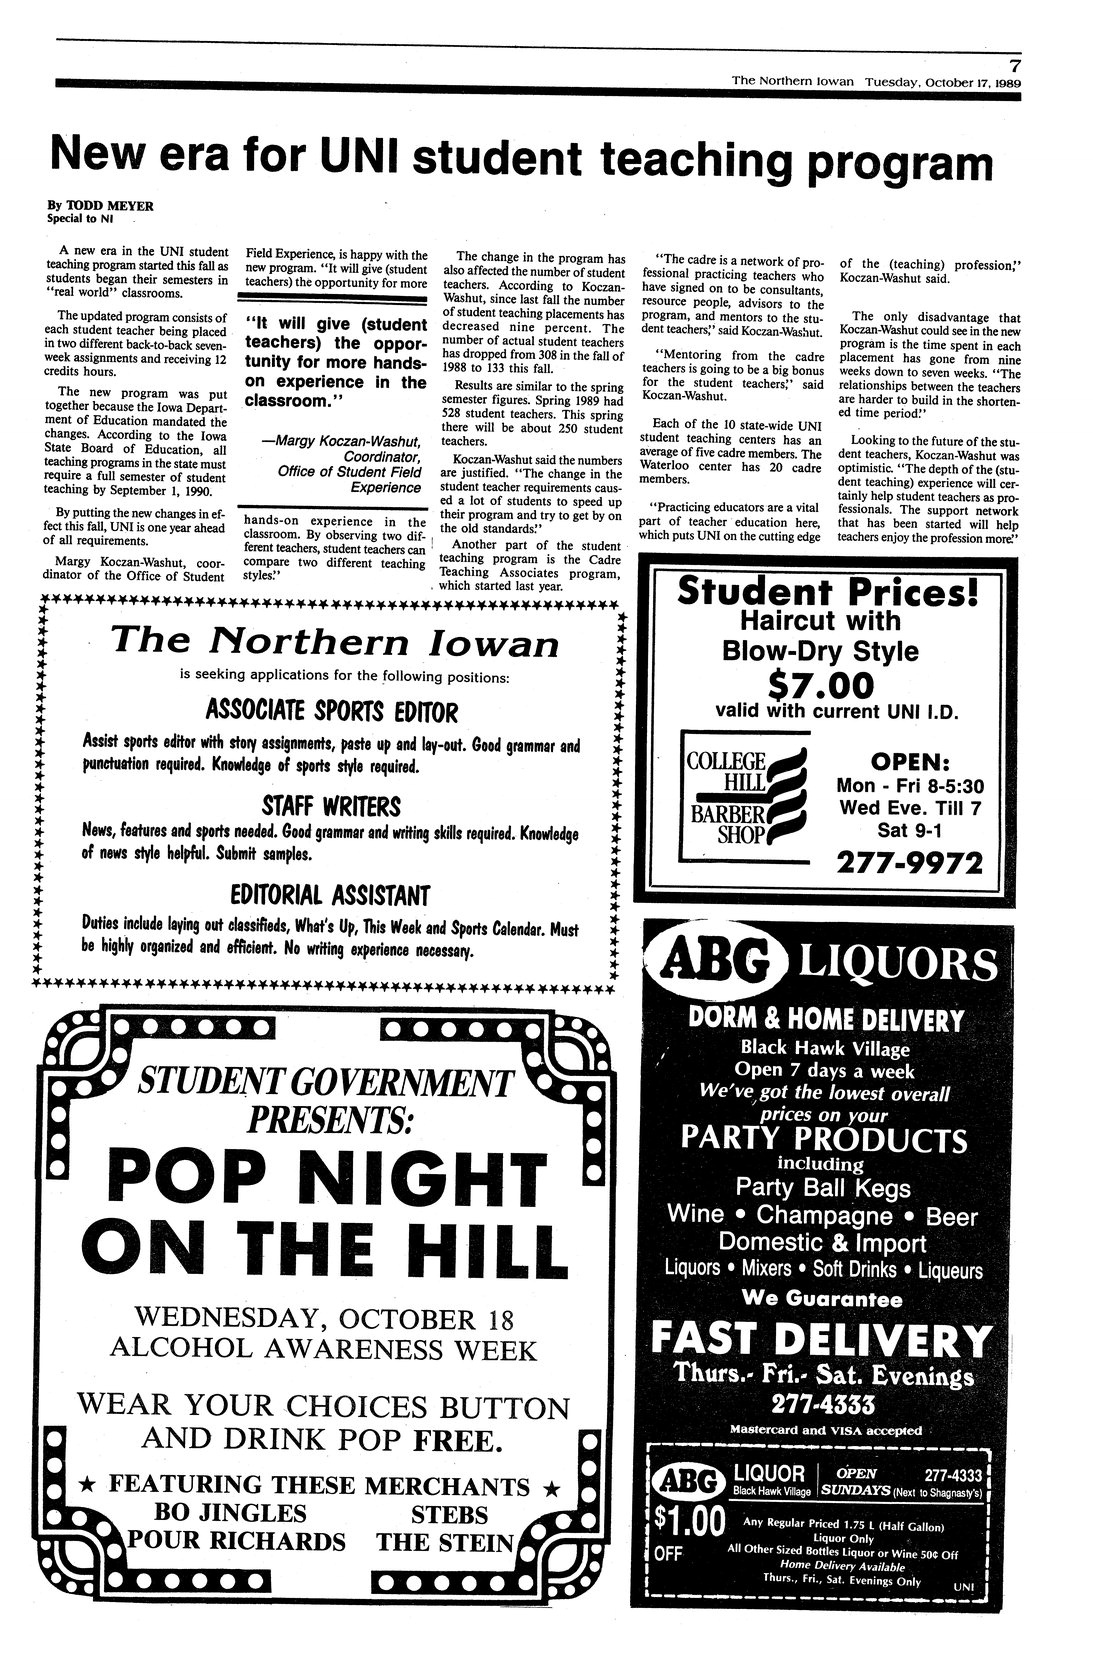 7
The Northern Iowan Tuesday, October 17, 1989
New era for UNI student teaching program
By TODD MEYER
Special to NI
A new era in the UNI student
teaching program started this fall as
students began their semesters in
“real world” classrooms.
The updated program consists of
each student teacher being placed
in two different back-to-back seven-
week assignments and receiving 12
credits hours.
The new program was put
together because the Iowa Depart-
ment of Education mandated the
changes. According to the Iowa
State Board of Education, all
teaching programs in the state must
require a full semester of student
teaching by September 1, 1990.
By putting the new changes in ef-
fect this fall, UNI is one year ahead
of all requirements.
Margy Koczan-Washut, coor-
dinator of the Office of Student
Field Experience, is happy with the
new program. “It will give (student
teachers) the opportunity for more
“It will give (student
teachers) the oppor-
tunity for more hands-
on experience in the
classroom.”
—Margy Koczan-Washut,
Coordinator,
Office of Student Field
Experience
hands-on experience in the
classroom. By observing two dif-
ferent teachers, student teachers can
compare two different teaching
styles.”
The change in the program has
also affected the number of student
teachers. According to Koczan-
Washut, since last fall the number
of student teaching placements has
decreased nine percent. The
number of actual student teachers
has dropped from 308 in the fall of
1988 to 133 this fall.
Results are similar to the spring
semester figures. Spring 1989 had
528 student teachers. This spring
there will be about 250 student
teachers.
Koczan-Washut said the numbers
are justified. “The change in the
student teacher requirements caus-
ed a lot of students to speed up
their program and try to get by on
the old standards.”
Another part of the student
teaching program is the Cadre
Teaching Associates program,
which started last year.
“The cadre is a network of pro-
fessional practicing teachers who
have signed on to be consultants,
resource people, advisors to the
program, and mentors to the stu-
dent teachers,” said Koczan-Washut.
“Mentoring from the cadre
teachers is going to be a big bonus
for the student teachers,” said
Koczan-Washut.
Each of the 10 state-wide UNI
student teaching centers has an
average of five cadre members. The
Waterloo center has 20 cadre
members.
“Practicing educators are a vital
part of teacher education here,
which puts UNI on the cutting edge
of the (teaching) profession,”
Koczan-Washut said.
The only disadvantage that
Koczan-Washut could see in the new
program is the time spent in each
placement has gone from nine
weeks down to seven weeks. “The
relationships between the teachers
are harder to build in the shorten-
ed time period.”
Looking to the future of the stu-
dent teachers, Koczan-Washut was
optimistic. “The depth of the (stu-
dent teaching) experience will cer-
tainly help student teachers as pro-
fessionals. The support network
that has been started will help
teachers enjoy the profession more.”
The Northern Iowan
is seeking applications for the following positions:
ASSOCIATE SPORTS EDITOR
Assist sports editor with story assignments, paste up and lay-out. Good grammar and
punctuation required. Knowledge of sports style required.
STAFF WRITERS
News, features and sports needed. Good grammar and writing skills required. Knowledge
of news style helpful. Submit samples.
EDITORIAL ASSISTANT
Duties include laying out classifieds, What's Up, This Week and Sports Calendar. Must
be highly organized and efficient. No writing experience necessary.
STUDENT GOVERNMENT
PRESENTS:
POP NIGHT
ON THE HILL
WEDNESDAY, OCTOBER 18
ALCOHOL AWARENESS WEEK
WEAR YOUR CHOICES BUTTON
AND DRINK POP FREE.
★ FEATURING THESE MERCHANTS ★
BO JINGLES STEBS
POUR RICHARDS THE STEIN
Student Prices!
Haircut with
Blow-Dry Style
$7.00
valid with current UNI I.D.
COLLEGE
HILL
BARBER
SHOP
OPEN:
Mon - Fri 8-5:30
Wed Eve. Till 7
Sat 9-1
277-9972
ABG LIQUORS
DORM & HOME DELIVERY
Black Hawk Village
Open 7 days a week
We've got the lowest overall
prices on your
PARTY PRODUCTS
including
Party Ball Kegs
Wine • Champagne • Beer
Domestic & Import
Liquors • Mixers • Soft Drinks • Liqueurs
We Guarantee
FAST DELIVERY
Thurs.- Fri.- Sat. Evenings
277-4333
Mastercard and VISA accepted
ABG LIQUOR OPEN 277-4333
Black Hawk Village SUNDAYS (Next to Shagnasty's)
$1.00
OFF
Any Regular Priced 1.75 L (Half Gallon)
Liquor Only
All Other Sized Bottles Liquor or Wine 50¢ Off
Home Delivery Available
Thurs., Fri., Sat. Evenings Only
UNI